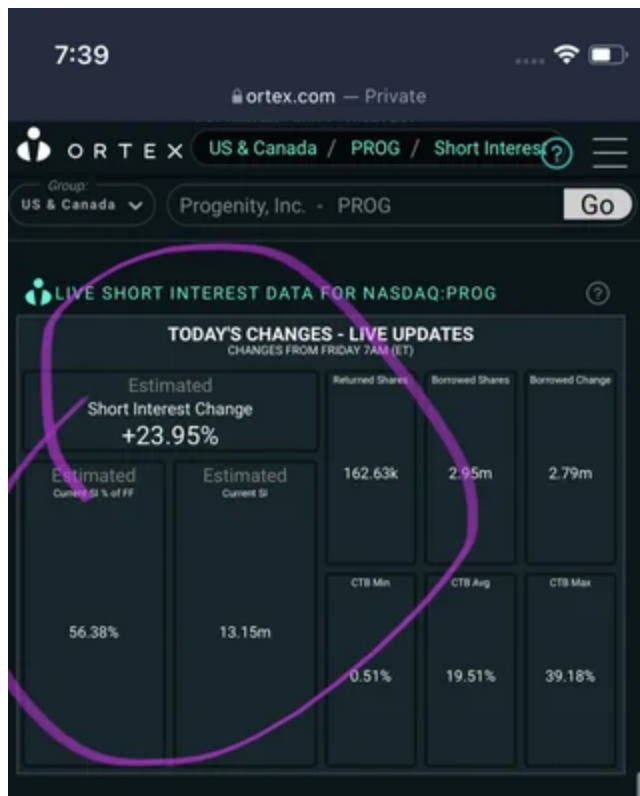 7:39
ortex.com — Private
ORTEX US & Canada / PROG / Short Interest
Group:
US & Canada
Progenity, Inc. - PROG
Go
LIVE SHORT INTEREST DATA FOR NASDAQ:PROG
TODAY'S CHANGES - LIVE UPDATES
CHANGES FROM FRIDAY 7AM (ET)
Estimated
Short Interest Change
+23.95%
Returned Shares
162.63k
Borrowed Shares
2.95m
Borrowed Change
2.79m
Estimated
Current SI % of FF
56.38%
Estimated
Current SI
13.15m
CTB Min
0.51%
CTB Avg
19.51%
CTB Max
39.18%